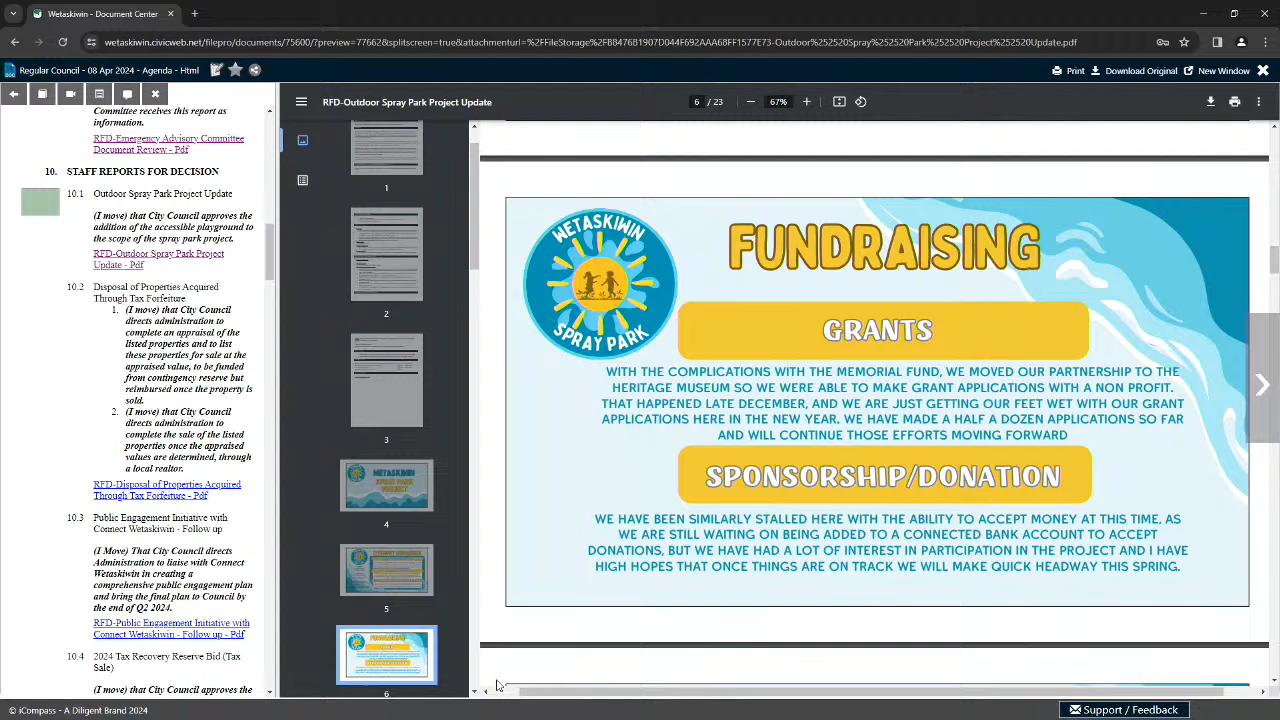 Wetaskiwin - Document Center
wetaskiwin.civicweb.net/filepro/documents/75600/?preview=77662&splitscreen=true&attachmenturl=%2FFileStorage%2FB847681907D044F692AAA68FF1577E73-Outdoor%252520Spray%252520Park%252520Project%252520Update.pdf
Regular Council - 08 Apr 2024 - Agenda - Html
Print
Download Original
New Window
Committee receives this report as
information.
RFD-Emergency Advisory Committee
Document Review - Pdf
10. STAFF REPORTS FOR DECISION
10.1 Outdoor Spray Park Project Update
(I move) that City Council approves the
addition of the accessible playground to
the scope of the spray park project.
RFD-Outdoor Spray Park Project
Update - Pdf
10.2 Disposal of Properties Acquired
Through Tax Forfeiture
1. (I move) that City Council
directs administration to
complete an appraisal of the
listed properties and to list
these properties for sale at the
appraised value, to be funded
from contingency reserve but
reimbursed once the property is
sold.
2. (I move) that City Council
directs administration to
complete the sale of the listed
properties once the appraised
values are determined, through
a local realtor.
RFD-Disposal of Properties Acquired
Through Tax Forfeiture - Pdf
10.3 Public Engagement Initiative with
Connect Wetaskiwin - Follow up
(I Move) That City Council directs
Administration to liaise with Connect
Wetaskiwin in creating a
comprehensive public engagement plan
and bring the final plan to Council by
the end of Q2 2024.
RFD-Public Engagement Initiative with
Connect Wetaskiwin - Follow up - Pdf
10.4 2024 Tax Recovery Reserve Bid (Tax
Sale)
(I move) that City Council approves the
RFD-Outdoor Spray Park Project Update
6 / 23
67%
1
2
3
4
5
6
WETASKIWIN
SPRAY PARK
FUNDRAISING
GRANTS
WITH THE COMPLICATIONS WITH THE MEMORIAL FUND, WE MOVED OUR PARTNERSHIP TO THE
HERITAGE MUSEUM SO WE WERE ABLE TO MAKE GRANT APPLICATIONS WITH A NON PROFIT.
THAT HAPPENED LATE DECEMBER, AND WE ARE JUST GETTING OUR FEET WET WITH OUR GRANT
APPLICATIONS HERE IN THE NEW YEAR. WE HAVE MADE A HALF A DOZEN APPLICATIONS SO FAR
AND WILL CONTINUE THOSE EFFORTS MOVING FORWARD
SPONSORSHIP/DONATION
WE HAVE BEEN SIMILARLY STALLED HERE WITH THE ABILITY TO ACCEPT MONEY AT THIS TIME, AS
WE ARE STILL WAITING ON BEING ADDED TO A CONNECTED BANK ACCOUNT TO ACCEPT
DONATIONS, BUT WE HAVE HAD A LOT OF INTEREST IN PARTICIPATION IN THE PROJECT AND I HAVE
HIGH HOPES THAT ONCE THINGS ARE ON TRACK WE WILL MAKE QUICK HEADWAY THIS SPRING.
© iCompass - A Diligent Brand 2024
Support / Feedback